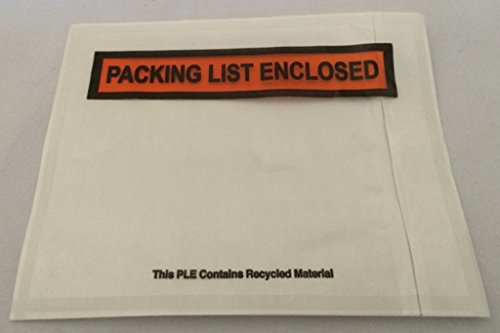 PACKING LIST ENCLOSED
This PLE Contains Recycled Material